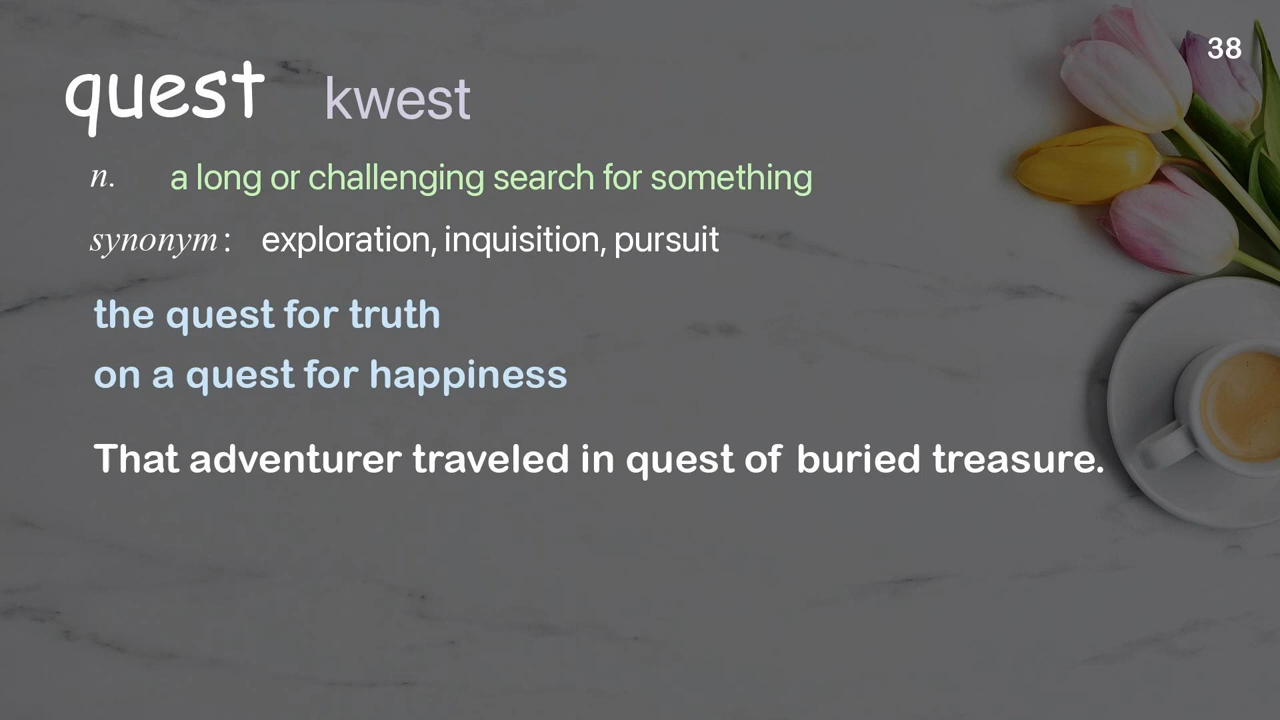 38
quest kwest
n. a long or challenging search for something
synonym : exploration, inquisition, pursuit
the quest for truth
on a quest for happiness
That adventurer traveled in quest of buried treasure.